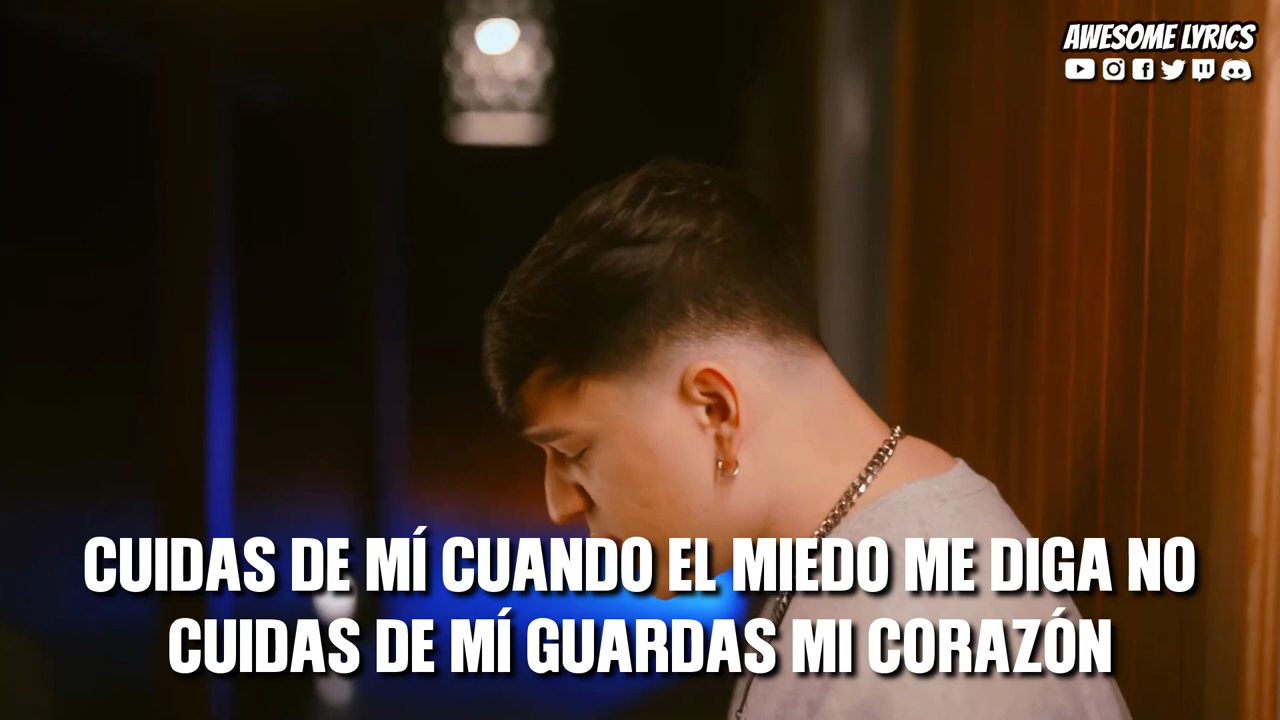 AWESOME LYRICS
CUIDAS DE MÍ CUANDO EL MIEDO ME DIGA NO
CUIDAS DE MÍ GUARDAS MI CORAZÓN